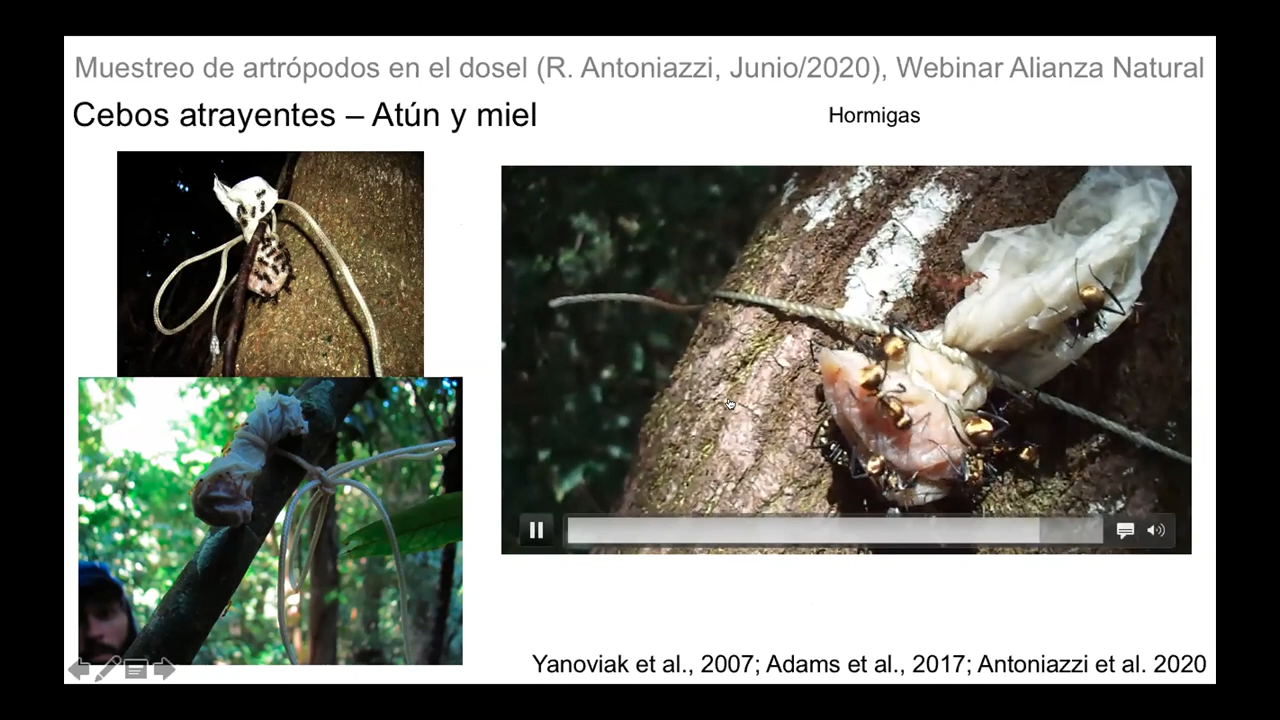 Muestreo de artrópodos en el dosel (R. Antoniazzi, Junio/2020), Webinar Alianza Natural
Cebos atrayentes – Atún y miel
Hormigas
Yanoviak et al., 2007; Adams et al., 2017; Antoniazzi et al. 2020